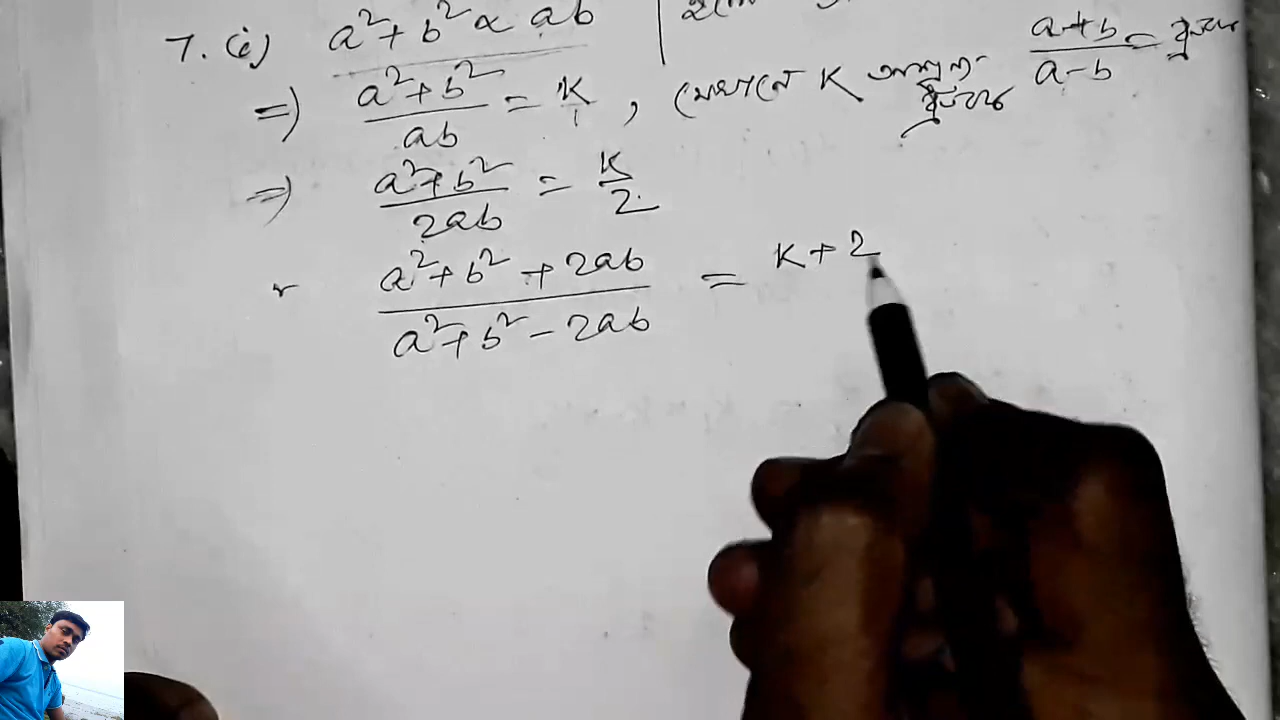 7. (i) a²+b² ∝ ab
a+b/a-b = ধ্রুবক
=> a²+b²/ab = K, যেখানে K অশূন্য ধ্রুবক
=> a²+b²/2ab = K/2
a²+b²+2ab/a²+b²-2ab = K+2